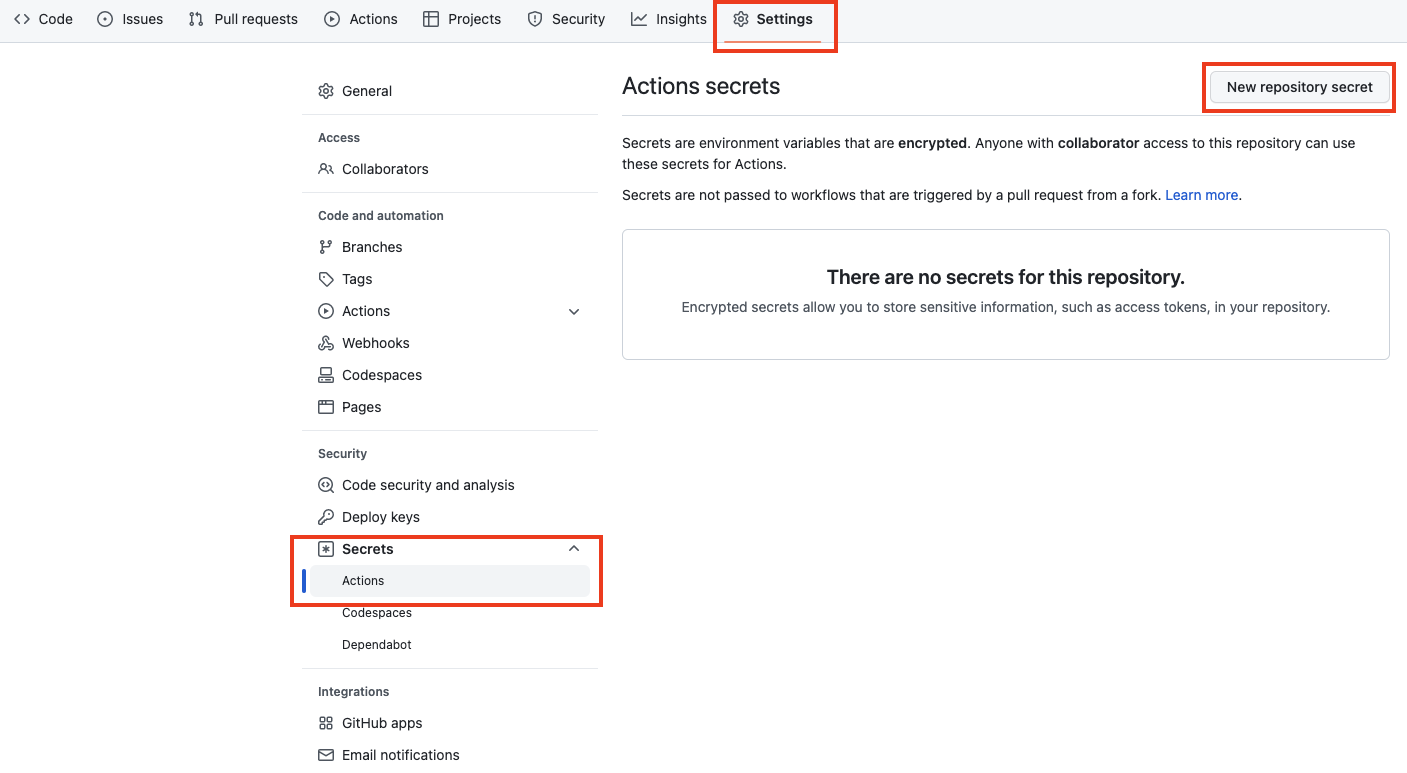 Code Issues Pull requests Actions Projects Security Insights Settings
General
Access
Collaborators
Code and automation
Branches
Tags
Actions
Webhooks
Codespaces
Pages
Security
Code security and analysis
Deploy keys
Secrets
Actions
Codespaces
Dependabot
Integrations
GitHub apps
Email notifications
Actions secrets
New repository secret
Secrets are environment variables that are encrypted. Anyone with collaborator access to this repository can use
these secrets for Actions.
Secrets are not passed to workflows that are triggered by a pull request from a fork. Learn more.
There are no secrets for this repository.
Encrypted secrets allow you to store sensitive information, such as access tokens, in your repository.